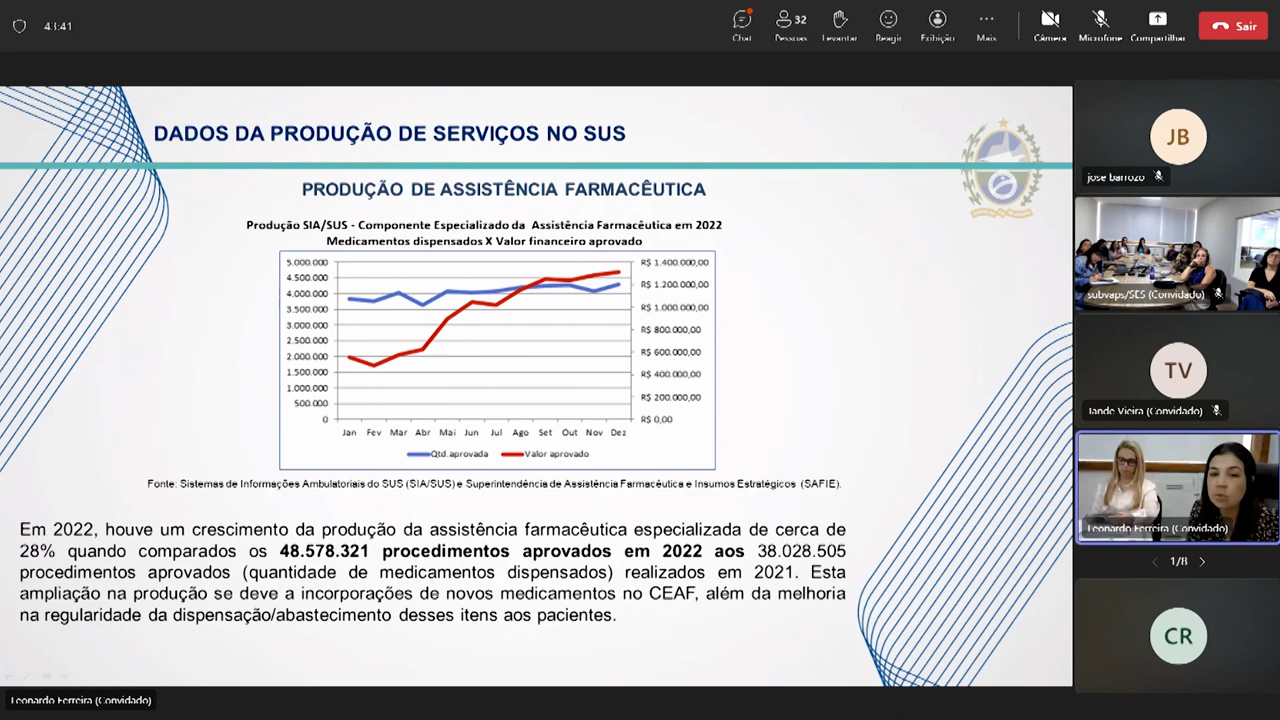 43:41
Chat
32
Pessoas
Levantar
Reagir
Exibição
Mais
Câmera
Microfone
Compartilhar
Sair
DADOS DA PRODUÇÃO DE SERVIÇOS NO SUS
PRODUÇÃO DE ASSISTÊNCIA FARMACÊUTICA
Produção SIA/SUS - Componente Especializado da Assistência Farmacêutica em 2022
Medicamentos dispensados X Valor financeiro aprovado
5.000.000
4.500.000
4.000.000
3.500.000
3.000.000
2.500.000
2.000.000
1.500.000
1.000.000
500.000
0
R$ 1.400.000,00
R$ 1.200.000,00
R$ 1.000.000,00
R$ 800.000,00
R$ 600.000,00
R$ 400.000,00
R$ 200.000,00
R$ 0,00
Jan Fev Mar Abr Mai Jun Jul Ago Set Out Nov Dez
Qtd. aprovada Valor aprovado
Fonte: Sistemas de Informações Ambulatoriais do SUS (SIA/SUS) e Superintendência de Assistência Farmacêutica e Insumos Estratégicos (SAFIE).
Em 2022, houve um crescimento da produção da assistência farmacêutica especializada de cerca de
28% quando comparados os 48.578.321 procedimentos aprovados em 2022 aos 38.028.505
procedimentos aprovados (quantidade de medicamentos dispensados) realizados em 2021. Esta
ampliação na produção se deve a incorporações de novos medicamentos no CEAF, além da melhoria
na regularidade da dispensação/abastecimento desses itens aos pacientes.
Leonardo Ferreira (Convidado)
JB
jose barrozo
subvaps/SES (Convidado)
TV
Tande Vieira (Convidado)
Leonardo Ferreira (Convidado)
1/8
CR